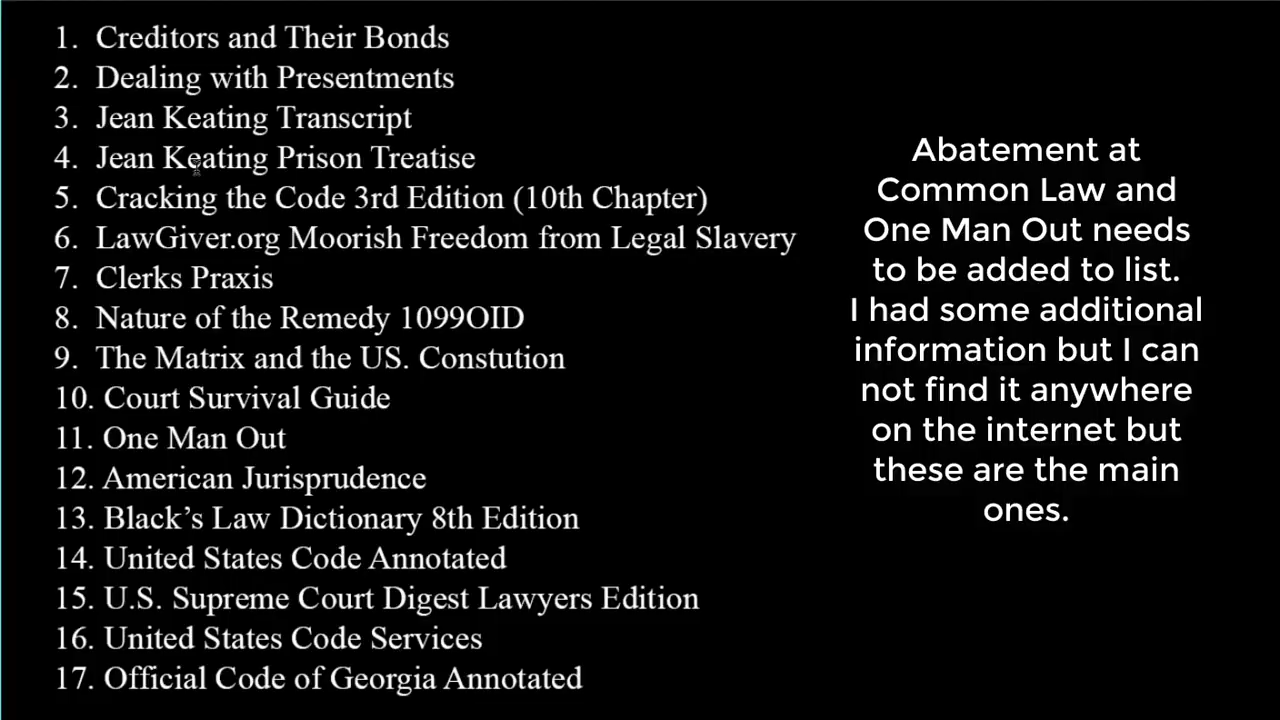 1. Creditors and Their Bonds
2. Dealing with Presentments
3. Jean Keating Transcript
4. Jean Keating Prison Treatise
5. Cracking the Code 3rd Edition (10th Chapter)
6. LawGiver.org Moorish Freedom from Legal Slavery
7. Clerks Praxis
8. Nature of the Remedy 1099OID
9. The Matrix and the US. Constution
10. Court Survival Guide
11. One Man Out
12. American Jurisprudence
13. Black’s Law Dictionary 8th Edition
14. United States Code Annotated
15. U.S. Supreme Court Digest Lawyers Edition
16. United States Code Services
17. Official Code of Georgia Annotated
Abatement at
Common Law and
One Man Out needs
to be added to list.
I had some additional
information but I can
not find it anywhere
on the internet but
these are the main
ones.